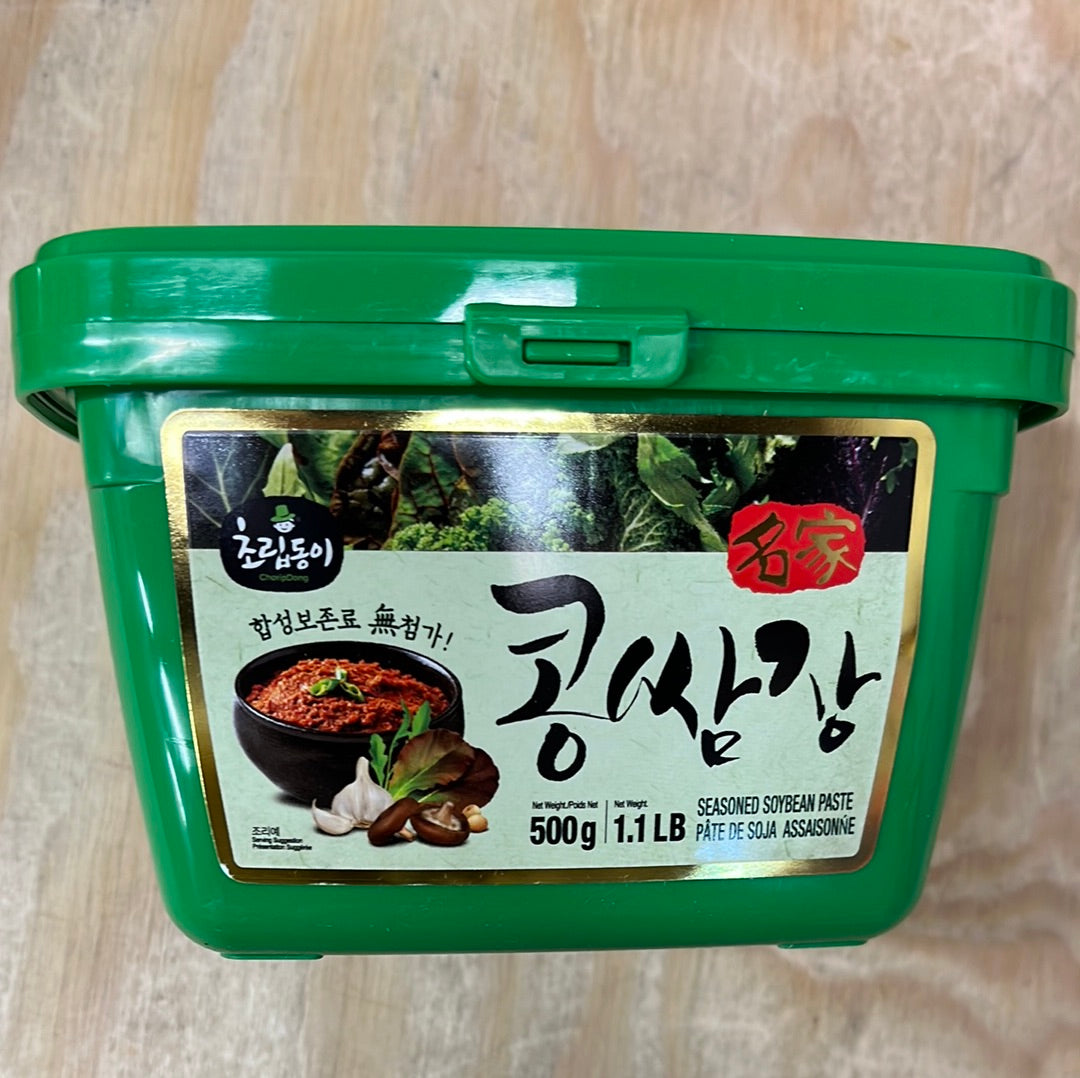 초립동이
ChoripDong
名家
합성보존료 無첨가!
콩쌈장
Net Weight./Poids Net
500g
Net Weight.
1.1 LB
SEASONED SOYBEAN PASTE
PÂTE DE SOJA ASSAISONNÉE
조리예
Serving Suggestion
Présentation Suggérée